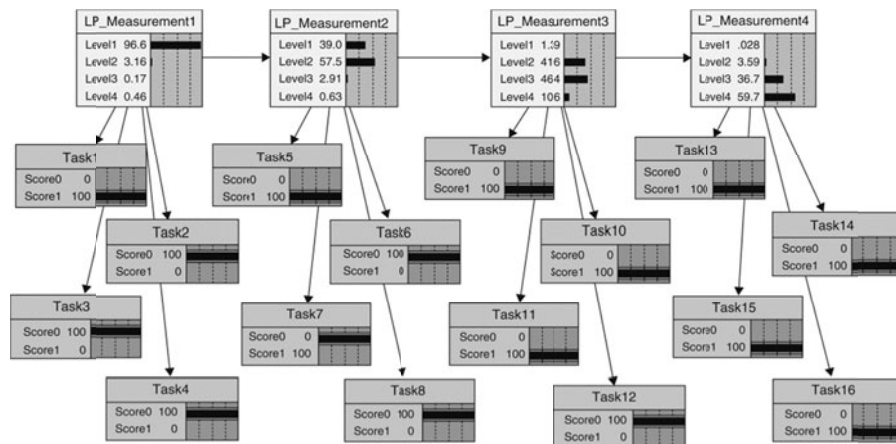 LP_Measurement1
Level1 96.6
Level2 3.16
Level3 0.17
Level4 0.46
LP_Measurement2
Level1 39.0
Level2 57.5
Level3 2.91
Level4 0.63
LP_Measurement3
Level1 1.39
Level2 416
Level3 464
Level4 106
LP_Measurement4
Level1 .028
Level2 3.59
Level3 36.7
Level4 59.7
Task1
Score0 0
Score1 100
Task5
Score0 0
Score1 100
Task9
Score0 0
Score1 100
Task13
Score0 0
Score1 100
Task2
Score0 100
Score1 0
Task6
Score0 100
Score1 0
Task10
Score0 0
Score1 100
Task14
Score0 0
Score1 100
Task3
Score0 100
Score1 0
Task7
Score0 0
Score1 100
Task11
Score0 0
Score1 100
Task15
Score0 0
Score1 100
Task4
Score0 100
Score1 0
Task8
Score0 100
Score1 0
Task12
Score0 100
Score1 0
Task16
Score0 0
Score1 100